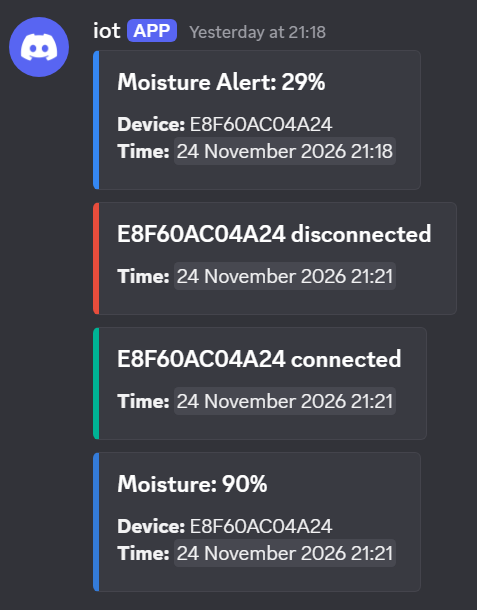 iot APP Yesterday at 21:18
Moisture Alert: 29%
Device: E8F60AC04A24
Time: 24 November 2026 21:18
E8F60AC04A24 disconnected
Time: 24 November 2026 21:21
E8F60AC04A24 connected
Time: 24 November 2026 21:21
Moisture: 90%
Device: E8F60AC04A24
Time: 24 November 2026 21:21